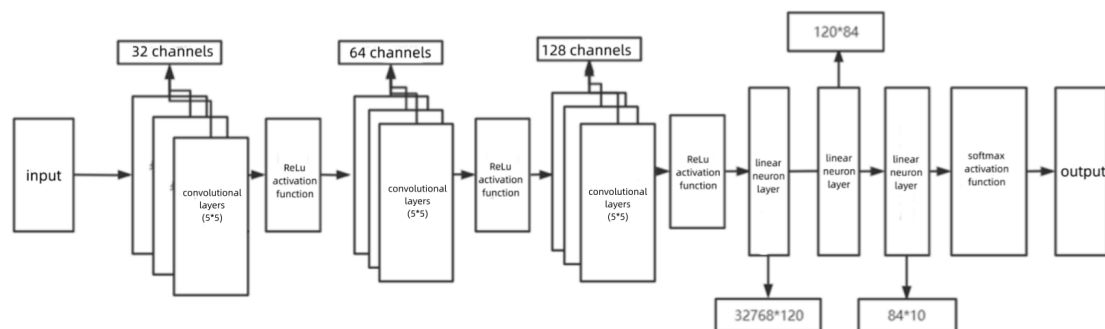 32 channels
64 channels
128 channels
120*84
input
convolutional
layers
(5*5)
ReLu
activation
function
convolutional
layers
(5*5)
ReLu
activation
function
convolutional
layers
(5*5)
ReLu
activation
function
linear
neuron
layer
linear
neuron
layer
linear
neuron
layer
softmax
activation
function
output
32768*120
84*10